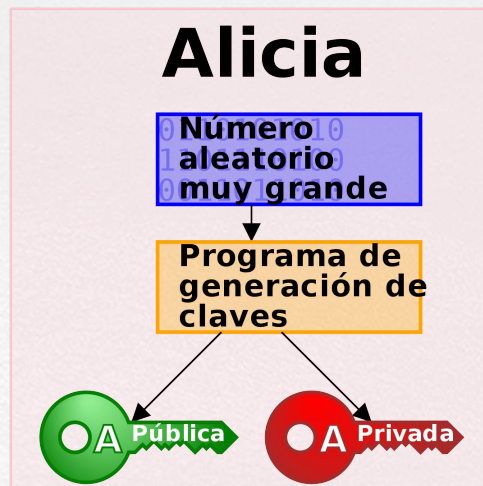 Alicia
Número
aleatorio
muy grande
Programa de
generación de
claves
A Pública
A Privada